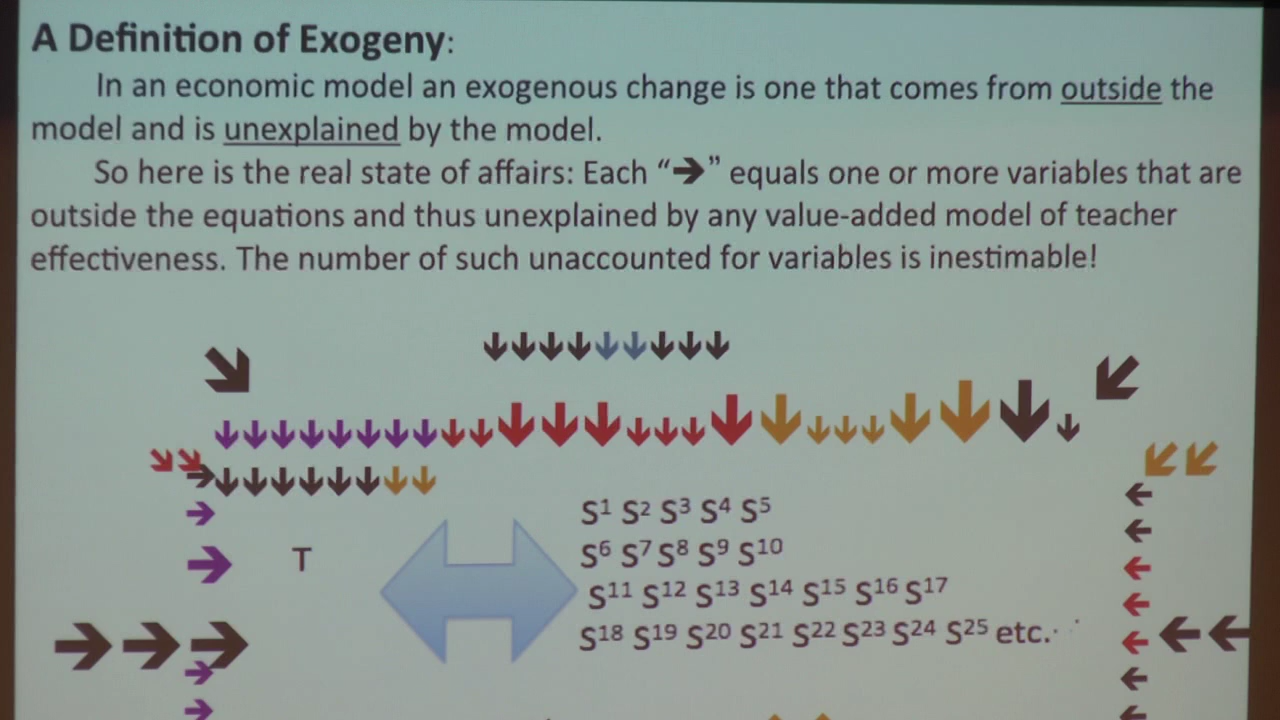 A Definition of Exogeny:
In an economic model an exogenous change is one that comes from outside the
model and is unexplained by the model.
So here is the real state of affairs: Each “➔” equals one or more variables that are
outside the equations and thus unexplained by any value-added model of teacher
effectiveness. The number of such unaccounted for variables is inestimable!
S¹ S² S³ S⁴ S⁵
T
S⁶ S⁷ S⁸ S⁹ S¹⁰
S¹¹ S¹² S¹³ S¹⁴ S¹⁵ S¹⁶ S¹⁷
S¹⁸ S¹⁹ S²⁰ S²¹ S²² S²³ S²⁴ S²⁵ etc.